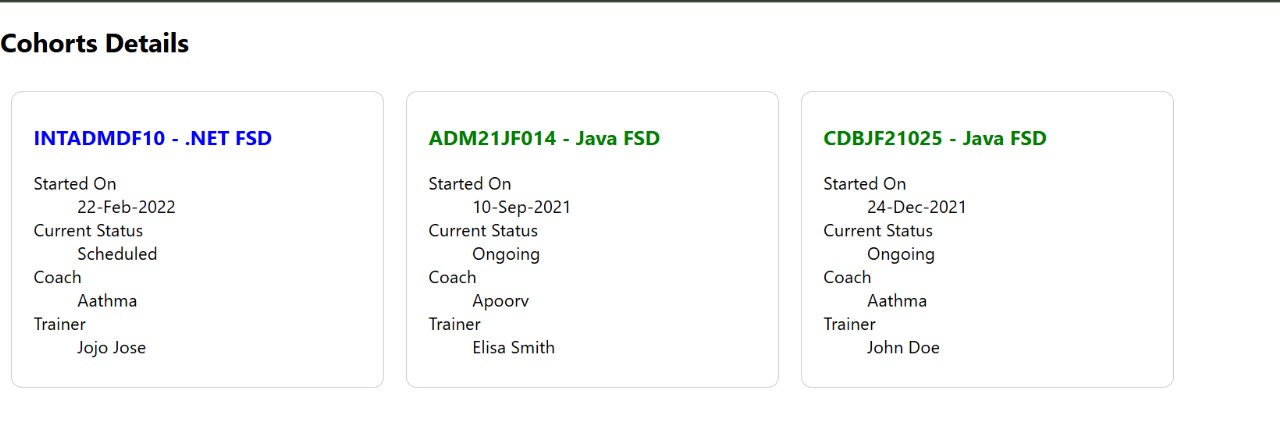 Cohorts Details
INTADMDF10 - .NET FSD
Started On
22-Feb-2022
Current Status
Scheduled
Coach
Aathma
Trainer
Jojo Jose
ADM21JF014 - Java FSD
Started On
10-Sep-2021
Current Status
Ongoing
Coach
Apoorv
Trainer
Elisa Smith
CDBJF21025 - Java FSD
Started On
24-Dec-2021
Current Status
Ongoing
Coach
Aathma
Trainer
John Doe